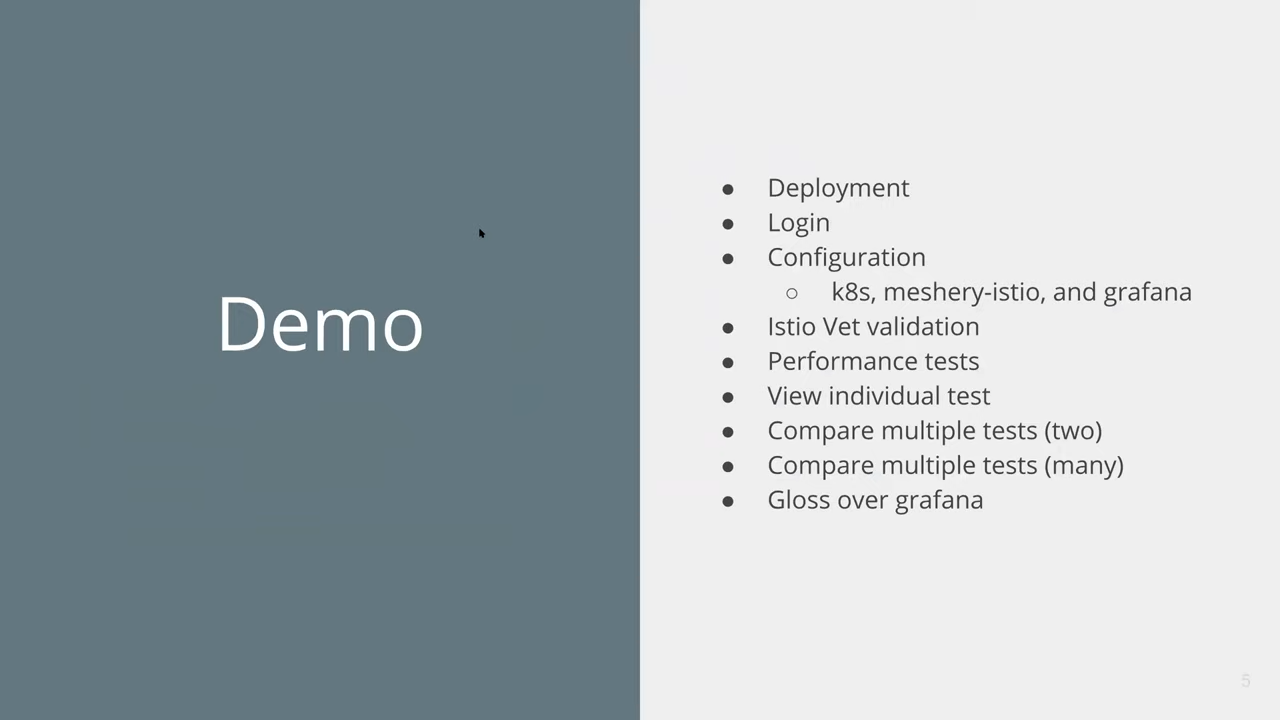 Demo
● Deployment
● Login
● Configuration
○ k8s, meshery-istio, and grafana
● Istio Vet validation
● Performance tests
● View individual test
● Compare multiple tests (two)
● Compare multiple tests (many)
● Gloss over grafana
5